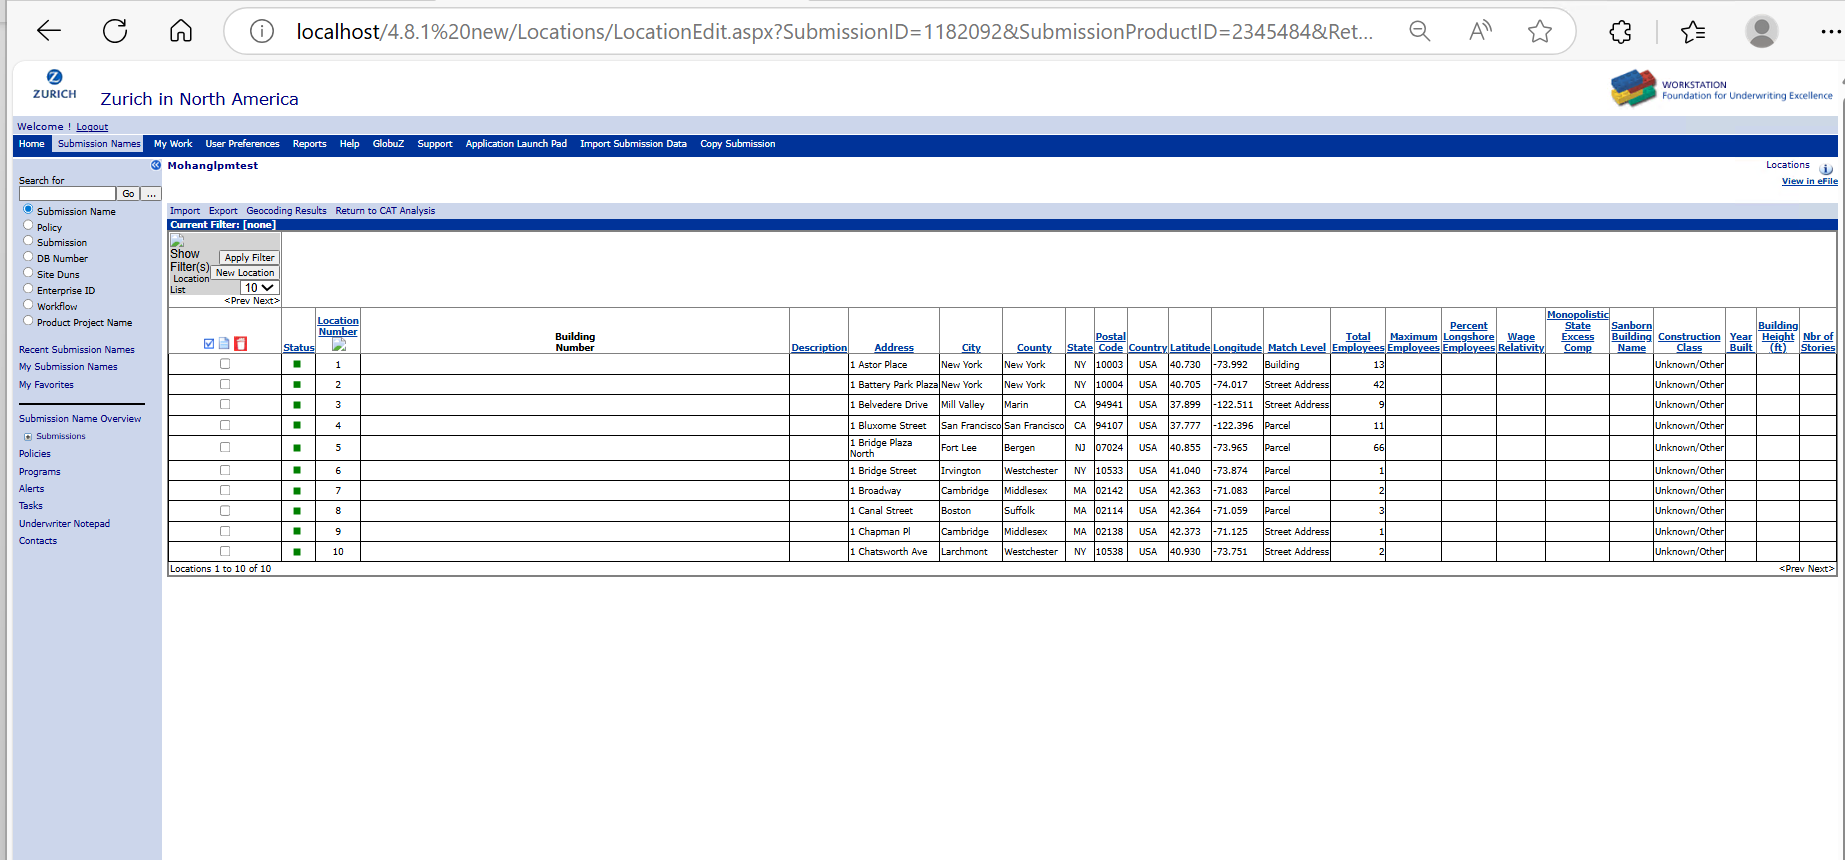 localhost/4.8.1%20new/Locations/LocationEdit.aspx?SubmissionID=1182092&SubmissionProductID=2345484&Ret...
ZURICH
Zurich in North America
WORKSTATION
Foundation for Underwriting Excellence
Welcome ! Logout
Home Submission Names My Work User Preferences Reports Help GlobuZ Support Application Launch Pad Import Submission Data Copy Submission
Mohanglpmtest
Locations
View in eFile
Search for
Go ...
Submission Name
Policy
Submission
DB Number
Site Duns
Enterprise ID
Workflow
Product Project Name
Recent Submission Names
My Submission Names
My Favorites
Submission Name Overview
Submissions
Policies
Programs
Alerts
Tasks
Underwriter Notepad
Contacts
Import Export Geocoding Results Return to CAT Analysis
Current Filter: [none]
Show Filter(s)
Apply Filter
New Location
Location List 10
<Prev Next>
Status Location Number Building Number Description Address City County State Postal Code Country Latitude Longitude Match Level Total Employees Maximum Employees Percent Longshore Employees Wage Relativity Monopolistic State Excess Comp Sanborn Building Name Construction Class Year Built Building Height (ft) Nbr of Stories
1 1 Astor Place New York New York NY 10003 USA 40.730 -73.992 Building 13 Unknown/Other
2 1 Battery Park Plaza New York New York NY 10004 USA 40.705 -74.017 Street Address 42 Unknown/Other
3 1 Belvedere Drive Mill Valley Marin CA 94941 USA 37.899 -122.511 Street Address 9 Unknown/Other
4 1 Bluxome Street San Francisco San Francisco CA 94107 USA 37.777 -122.396 Parcel 11 Unknown/Other
5 1 Bridge Plaza North Fort Lee Bergen NJ 07024 USA 40.855 -73.965 Parcel 66 Unknown/Other
6 1 Bridge Street Irvington Westchester NY 10533 USA 41.040 -73.874 Parcel 1 Unknown/Other
7 1 Broadway Cambridge Middlesex MA 02142 USA 42.363 -71.083 Parcel 2 Unknown/Other
8 1 Canal Street Boston Suffolk MA 02114 USA 42.364 -71.059 Parcel 3 Unknown/Other
9 1 Chapman Pl Cambridge Middlesex MA 02138 USA 42.373 -71.125 Street Address 1 Unknown/Other
10 1 Chatsworth Ave Larchmont Westchester NY 10538 USA 40.930 -73.751 Street Address 2 Unknown/Other
Locations 1 to 10 of 10 <Prev Next>